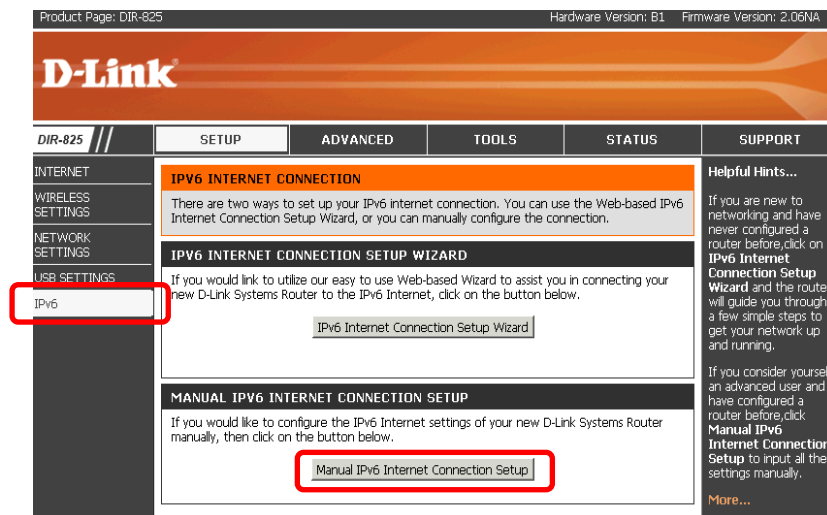 Product Page: DIR-825 Hardware Version: B1 Firmware Version: 2.06NA
D-Link
DIR-825 SETUP ADVANCED TOOLS STATUS SUPPORT
INTERNET
WIRELESS
SETTINGS
NETWORK
SETTINGS
USB SETTINGS
IPv6
IPV6 INTERNET CONNECTION
There are two ways to set up your IPv6 internet connection. You can use the Web-based IPv6
Internet Connection Setup Wizard, or you can manually configure the connection.
IPV6 INTERNET CONNECTION SETUP WIZARD
If you would link to utilize our easy to use Web-based Wizard to assist you in connecting your
new D-Link Systems Router to the IPv6 Internet, click on the button below.
IPv6 Internet Connection Setup Wizard
MANUAL IPV6 INTERNET CONNECTION SETUP
If you would like to configure the IPv6 Internet settings of your new D-Link Systems Router
manually, then click on the button below.
Manual IPv6 Internet Connection Setup
Helpful Hints...
If you are new to
networking and have
never configured a
router before,click on
IPv6 Internet
Connection Setup
Wizard and the route
will guide you through
a few simple steps to
get your network up
and running.
If you consider yoursel
an advanced user and
have configured a
router before,click
Manual IPv6
Internet Connection
Setup to input all the
settings manually.
More...